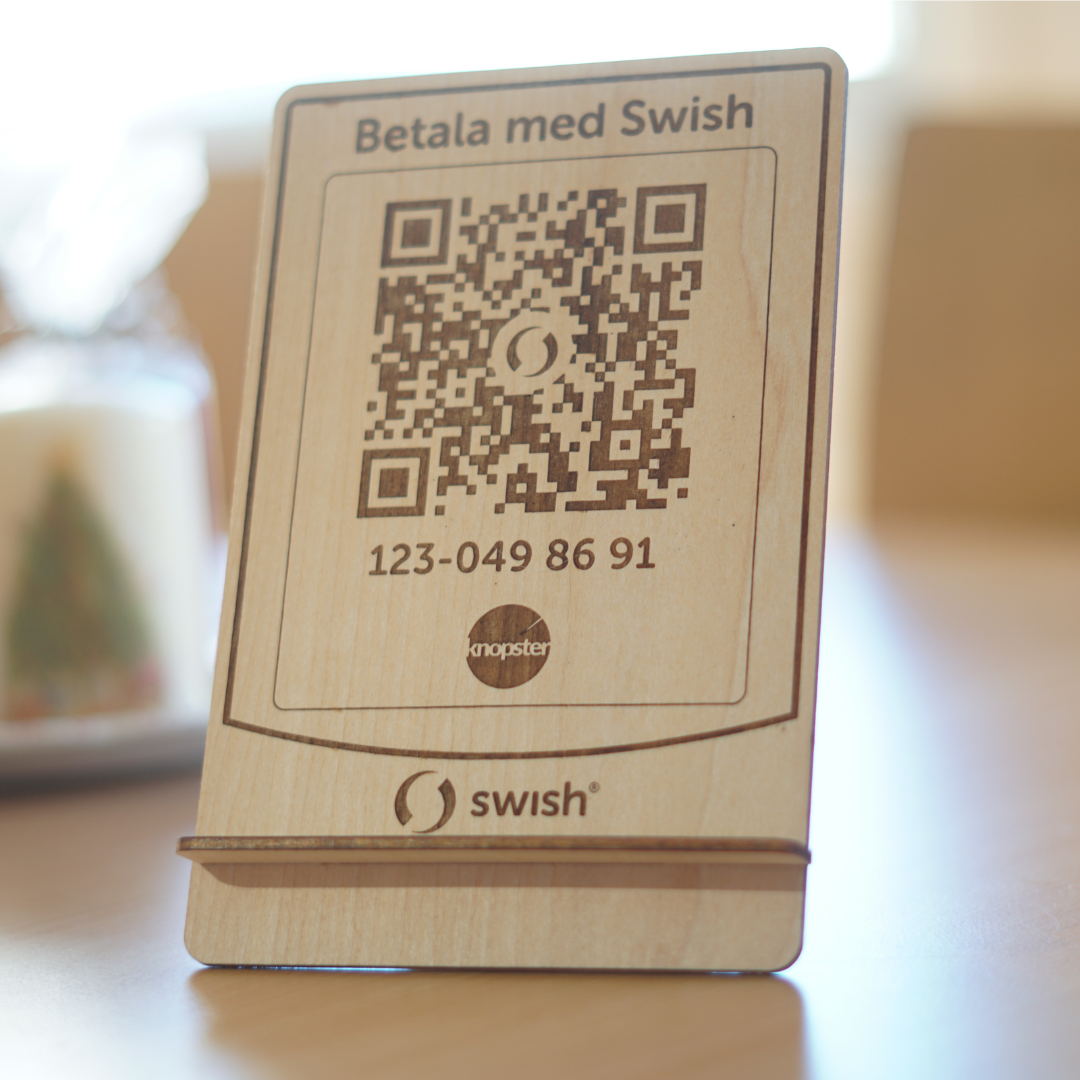 Betala med Swish
123-049 86 91
knopster
swish®